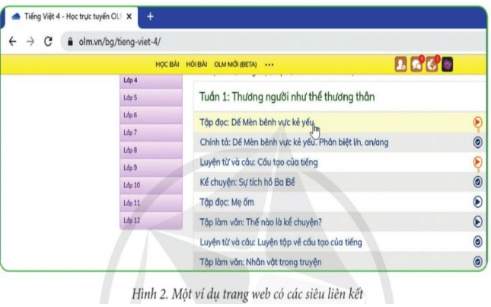 Tiếng Việt 4 - Học trực tuyến OL
olm.vn/bg/tieng-viet-4/
HỌC BÀI HỎI BÀI OLM MỚI (BETA)
Lớp 4
Lớp 5
Lớp 6
Lớp 7
Lớp 8
Lớp 9
Lớp 10
Lớp 11
Lớp 12
Tuần 1: Thương người như thể thương thân
Tập đọc: Dế Mèn bênh vực kẻ yếu
Chính tả: Dế Mèn bênh vực kẻ yếu. Phân biệt l/n, an/ang
Luyện từ và câu: Cấu tạo của tiếng
Kể chuyện: Sự tích hồ Ba Bể
Tập đọc: Mẹ ốm
Tập làm văn: Thế nào là kể chuyện?
Luyện từ và câu: Luyện tập về cấu tạo của tiếng
Tập làm văn: Nhân vật trong truyện
Hình 2. Một ví dụ trang web có các siêu liên kết